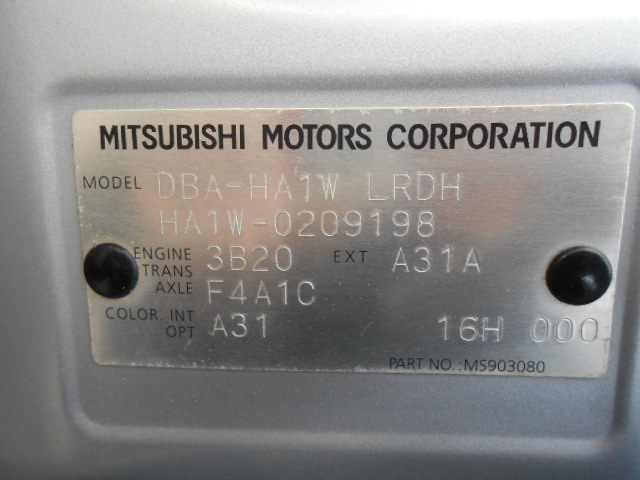 MITSUBISHI MOTORS CORPORATION
MODEL DBA-HA1W LRDH
HA1W-0209198
ENGINE 3B20 EXT A31A
TRANS
AXLE F4A1C
COLOR. INT A31
OPT 16H 000
PART NO.:MS903080